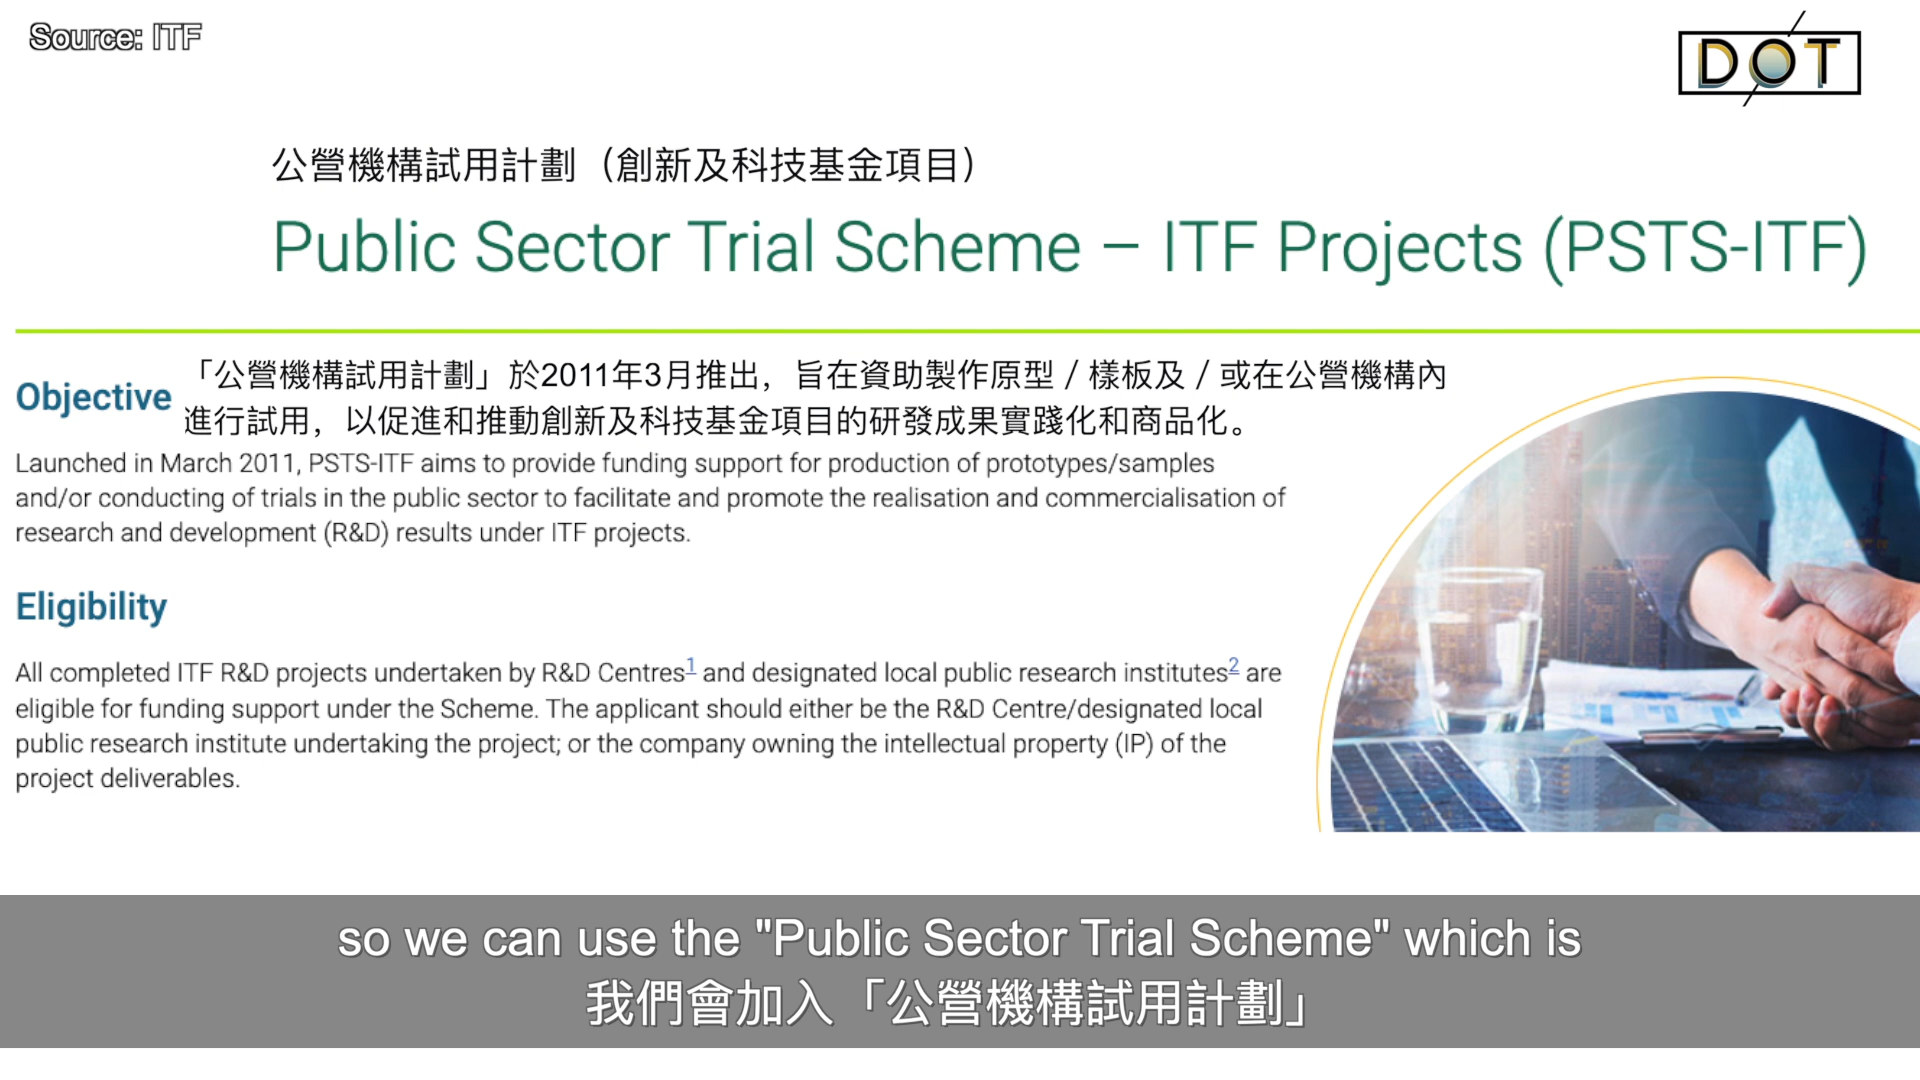 Source: ITF
DOT
公營機構試用計劃（創新及科技基金項目）
Public Sector Trial Scheme – ITF Projects (PSTS-ITF)
Objective
「公營機構試用計劃」於2011年3月推出，旨在資助製作原型／樣板及／或在公營機構內
進行試用，以促進和推動創新及科技基金項目的研發成果實踐化和商品化。
Launched in March 2011, PSTS-ITF aims to provide funding support for production of prototypes/samples
and/or conducting of trials in the public sector to facilitate and promote the realisation and commercialisation of
research and development (R&D) results under ITF projects.
Eligibility
All completed ITF R&D projects undertaken by R&D Centres1 and designated local public research institutes2 are
eligible for funding support under the Scheme. The applicant should either be the R&D Centre/designated local
public research institute undertaking the project; or the company owning the intellectual property (IP) of the
project deliverables.
so we can use the "Public Sector Trial Scheme" which is
我們會加入「公營機構試用計劃」